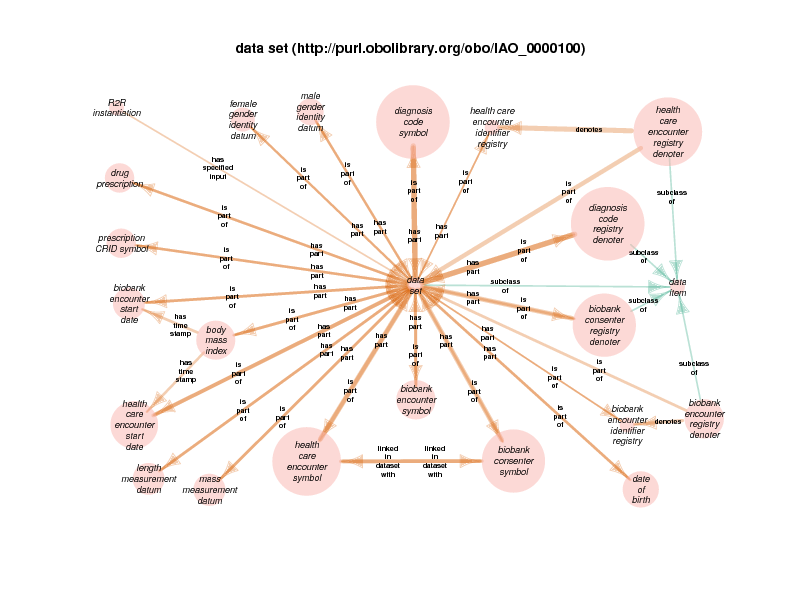 data set (http://purl.obolibrary.org/obo/IAO_0000100)
R2R
instantiation
female
gender
identity
datum
male
gender
identity
datum
diagnosis
code
symbol
health care
encounter
identifier
registry
health
care
encounter
registry
denoter
denotes
has
specified
input
is
part
of
is
part
of
is
part
of
is
part
of
is
part
of
drug
prescription
subclass
of
is
part
of
has
part
has
part
has
part
has
part
diagnosis
code
registry
denoter
prescription
CRID symbol
is
part
of
has
part
is
part
of
subclass
of
has
part
has
part
biobank
encounter
start
date
is
part
of
has
part
data
set
subclass
of
data
item
has
part
is
part
of
subclass
of
biobank
consenter
registry
denoter
has
time
stamp
body
mass
index
is
part
of
has
part
has
part
has
part
has
part
has
part
has
part
has
part
has
part
has
part
has
time
stamp
is
part
of
is
part
of
is
part
of
is
part
of
is
part
of
is
part
of
subclass
of
health
care
encounter
start
date
is
part
of
is
part
of
biobank
encounter
symbol
is
part
of
biobank
encounter
identifier
registry
denotes
biobank
encounter
registry
denoter
length
measurement
datum
mass
measurement
datum
health
care
encounter
symbol
linked
in
dataset
with
linked
in
dataset
with
biobank
consenter
symbol
date
of
birth